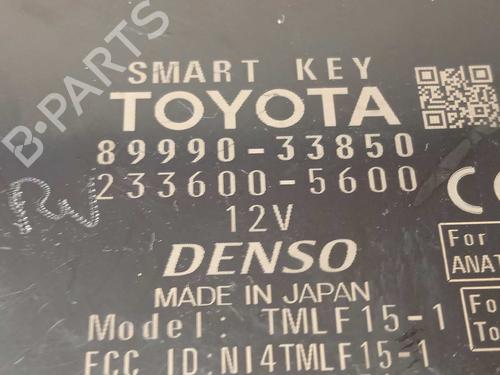 B-PARTS
SMART KEY
TOYOTA
89990-33850
233600-5600
12V
DENSO
MADE IN JAPAN
Model: TMLF15-1
FCC ID:NI4TMLF15-1
For
ANAT
For
To